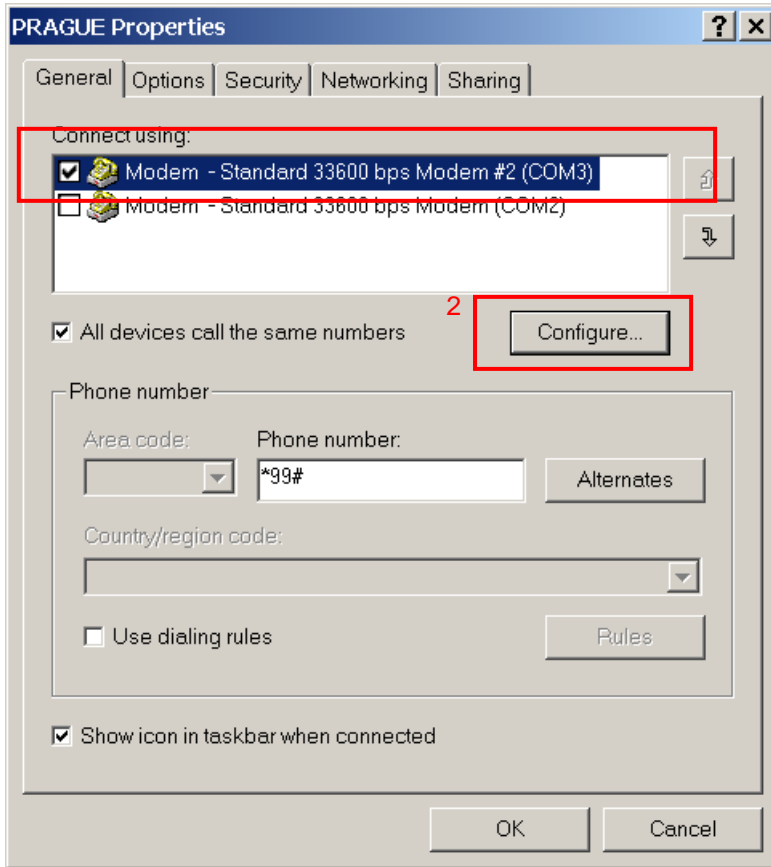 PRAGUE Properties
General Options Security Networking Sharing
Connect using:
Modem - Standard 33600 bps Modem #2 (COM3)
Modem - Standard 33600 bps Modem (COM2)
2
All devices call the same numbers Configure...
Phone number
Area code: Phone number:
*99# Alternates
Country/region code:
Use dialing rules Rules
Show icon in taskbar when connected
OK Cancel